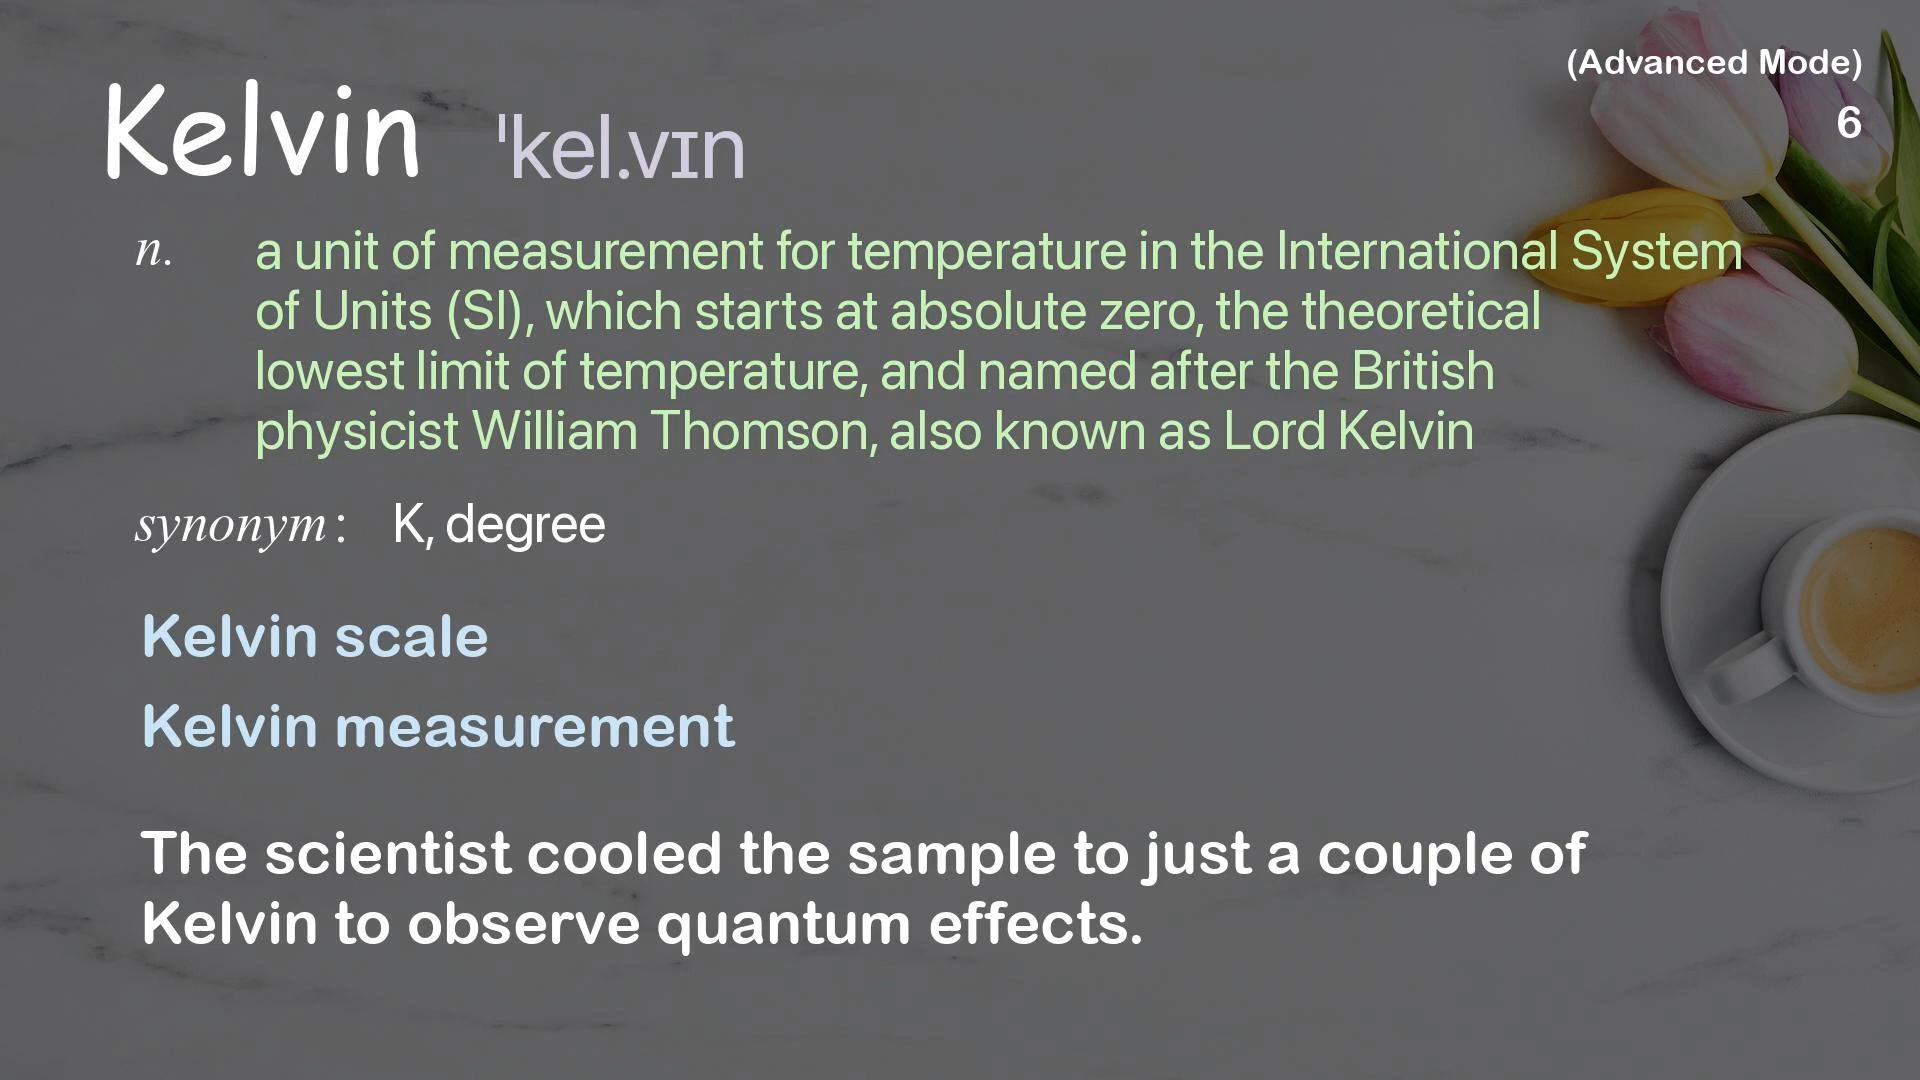 (Advanced Mode)
6
Kelvin ˈkel.vɪn
n. a unit of measurement for temperature in the International System
of Units (SI), which starts at absolute zero, the theoretical
lowest limit of temperature, and named after the British
physicist William Thomson, also known as Lord Kelvin
synonym: K, degree
Kelvin scale
Kelvin measurement
The scientist cooled the sample to just a couple of
Kelvin to observe quantum effects.